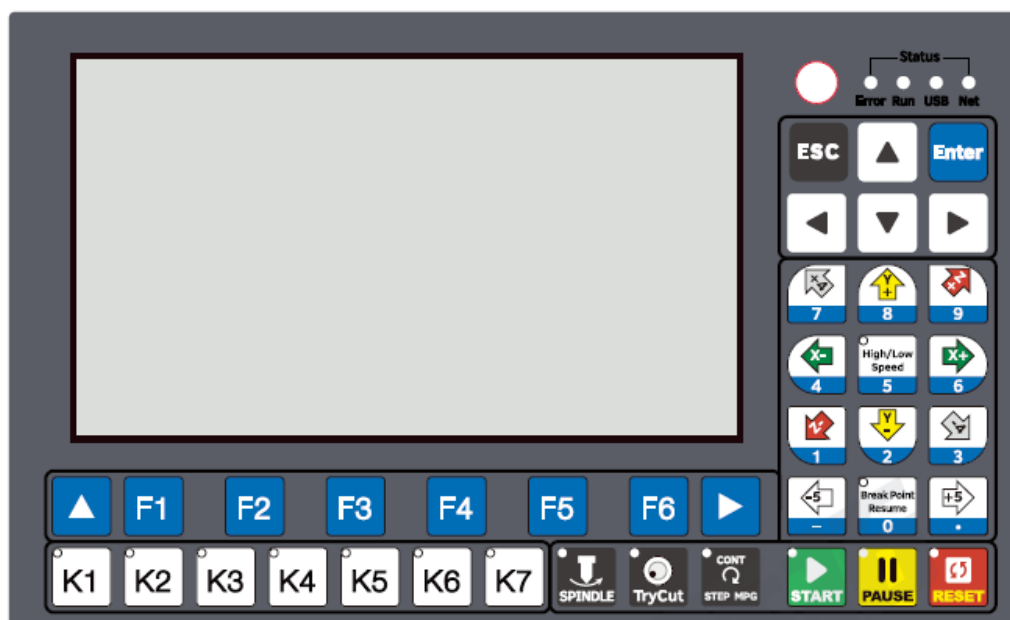 Status
Error Run USB Net
ESC Enter
7 8 9
Y
+
X- X+
High/Low
Speed
4 5 6
Y
-
1 2 3
-5 +5
Break Point
Resume
- 0 .
F1 F2 F3 F4 F5 F6
K1 K2 K3 K4 K5 K6 K7
SPINDLE TryCut
CONT
STEP MPG
START PAUSE RESET